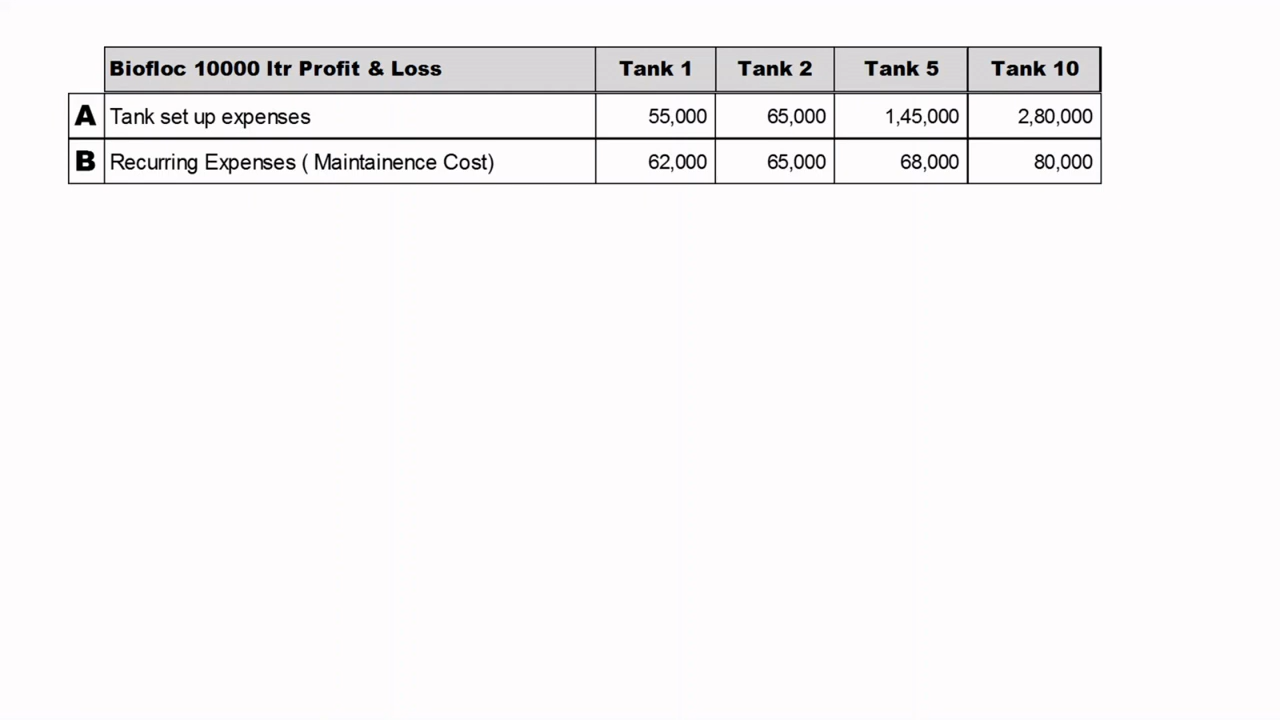 Biofloc 10000 ltr Profit & Loss Tank 1 Tank 2 Tank 5 Tank 10
A Tank set up expenses 55,000 65,000 1,45,000 2,80,000
B Recurring Expenses ( Maintainence Cost) 62,000 65,000 68,000 80,000